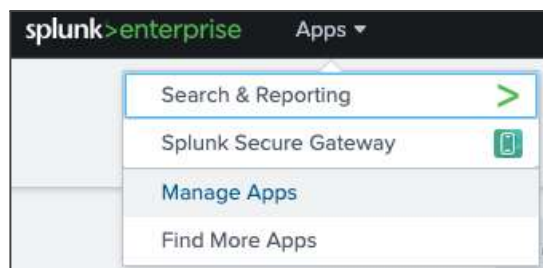 splunk>enterprise Apps ▾
Search & Reporting >
Splunk Secure Gateway
Manage Apps
Find More Apps